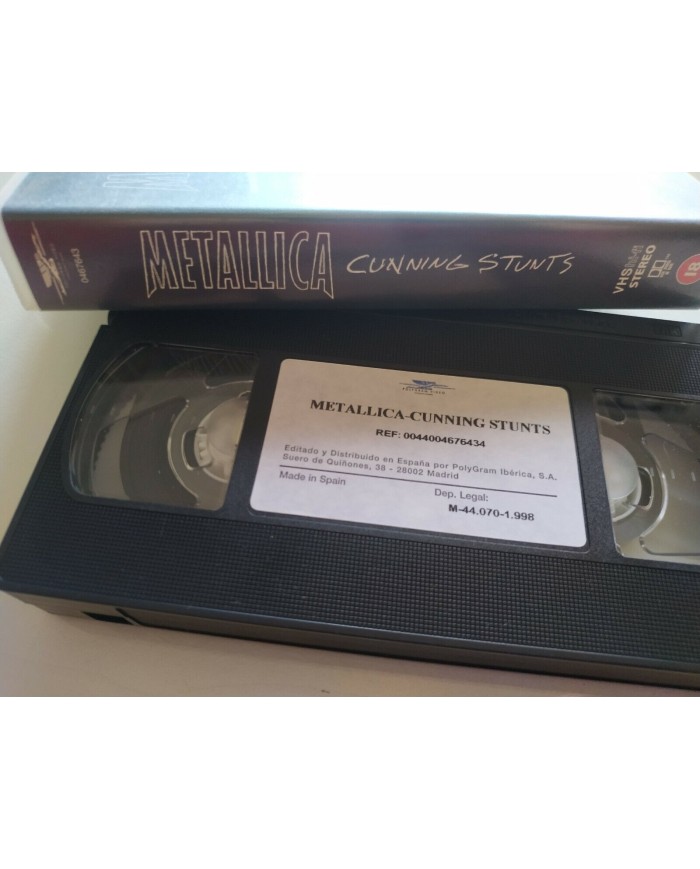 0467643
METALLICA
CUNNING STUNTS
VHS
STEREO
18
METALLICA-CUNNING STUNTS
REF: 0044004676434
Editado y Distribuido en España por PolyGram Ibérica, S.A.
Suero de Quiñones, 38 - 28002 Madrid
Made in Spain
Dep. Legal:
M-44.070-1.998